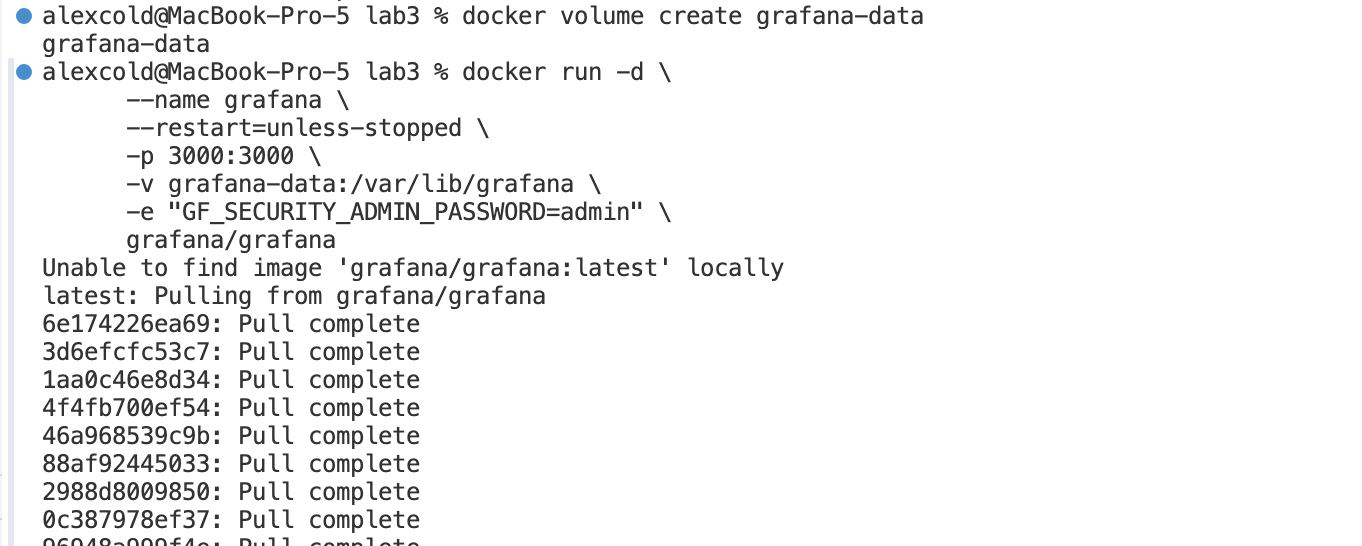 alexcold@MacBook-Pro-5 lab3 % docker volume create grafana-data
grafana-data
alexcold@MacBook-Pro-5 lab3 % docker run -d \
--name grafana \
--restart=unless-stopped \
-p 3000:3000 \
-v grafana-data:/var/lib/grafana \
-e "GF_SECURITY_ADMIN_PASSWORD=admin" \
grafana/grafana
Unable to find image 'grafana/grafana:latest' locally
latest: Pulling from grafana/grafana
6e174226ea69: Pull complete
3d6efcfc53c7: Pull complete
1aa0c46e8d34: Pull complete
4f4fb700ef54: Pull complete
46a968539c9b: Pull complete
88af92445033: Pull complete
2988d8009850: Pull complete
0c387978ef37: Pull complete
Pull complete